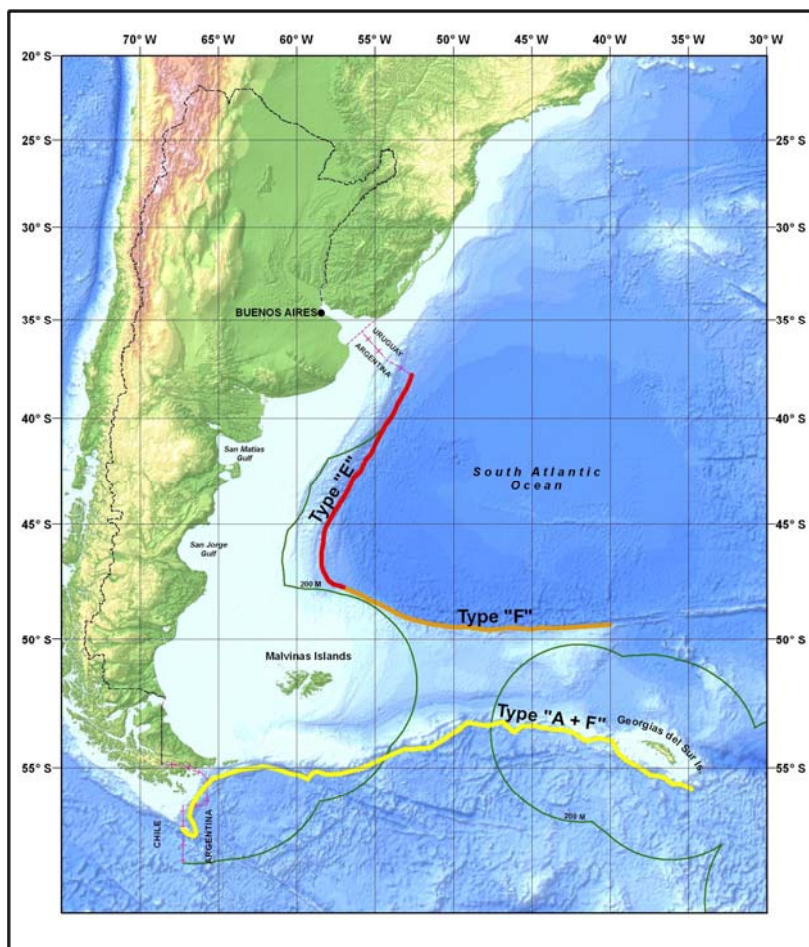 70° W 65° W 60° W 55° W 50° W 45° W 40° W 35° W 30° W
20° S 20° S
25° S 25° S
30° S 30° S
BUENOS AIRES
35° S 35° S
URUGUAY
ARGENTINA
40° S 40° S
San Matias
Gulf
South Atlantic
Ocean
Type "E"
45° S 45° S
San Jorge
Gulf
200 M
Type "F"
50° S 50° S
Malvinas Islands
Type "A + F"
Georgias del Sur Is.
55° S 55° S
200 M
CHILE
ARGENTINA